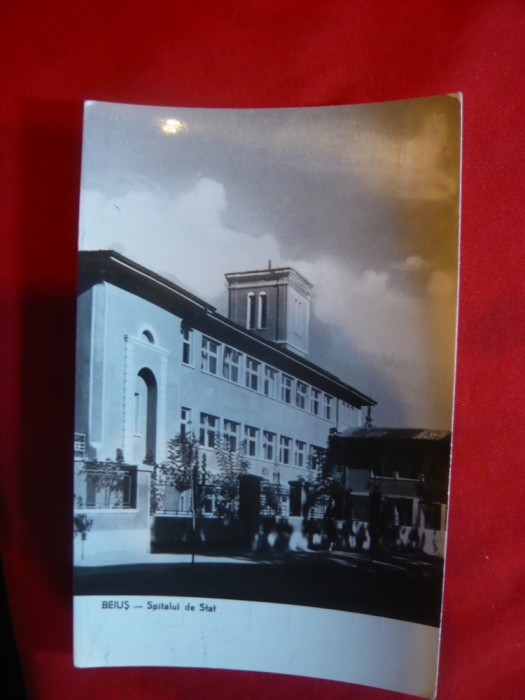 BEIUȘ — Spitalul de Stat